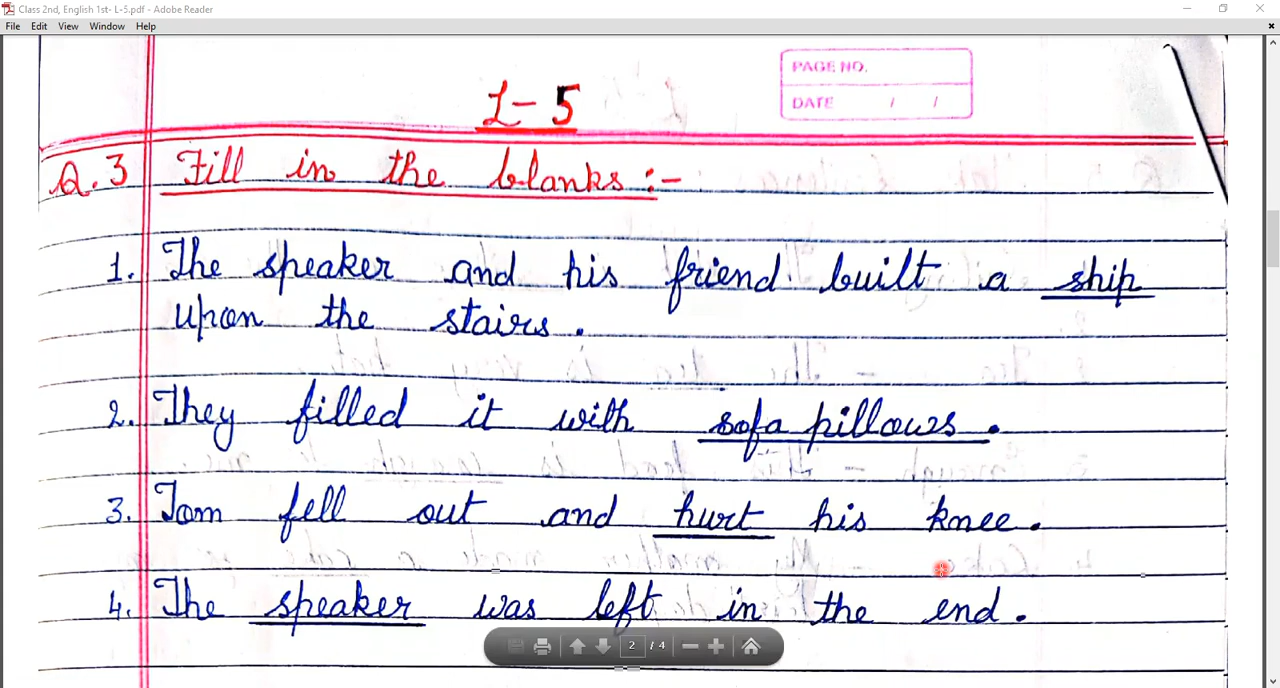 Class 2nd, English 1st- L-5.pdf - Adobe Reader
File Edit View Window Help
PAGE NO.
DATE / /
L-5
Q.3 Fill in the blanks :-
1. The speaker and his friend built a ship
upon the stairs.
2. They filled it with sofa pillows.
3. Tom fell out and hurt his knee.
4. The speaker was left in the end.
2 / 4